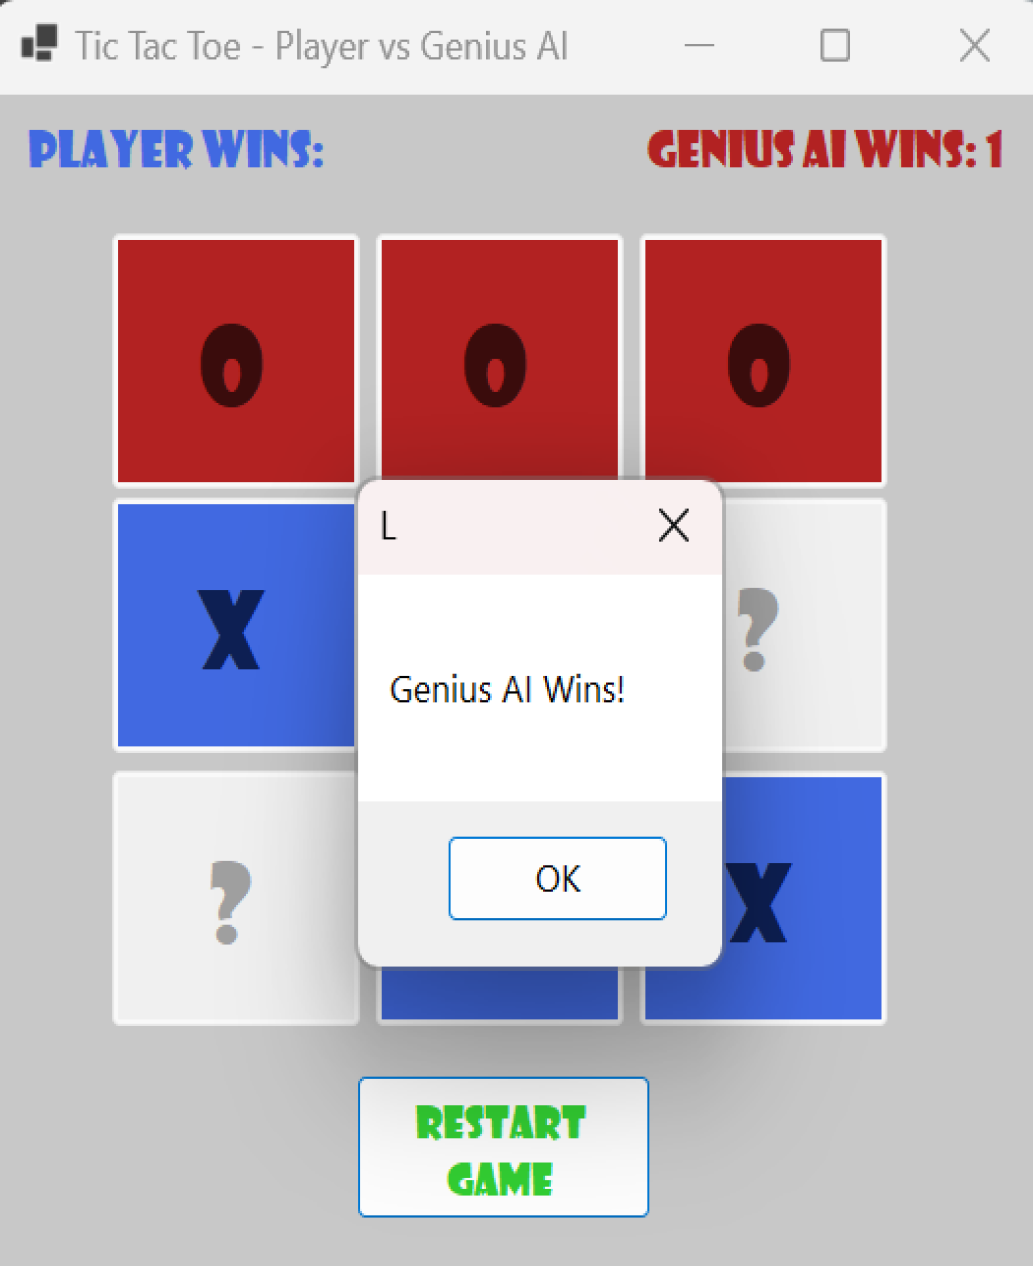 Tic Tac Toe - Player vs Genius AI
PLAYER WINS:
GENIUS AI WINS: 1
O O O
L
X ?
Genius AI Wins!
OK
? X
RESTART
GAME